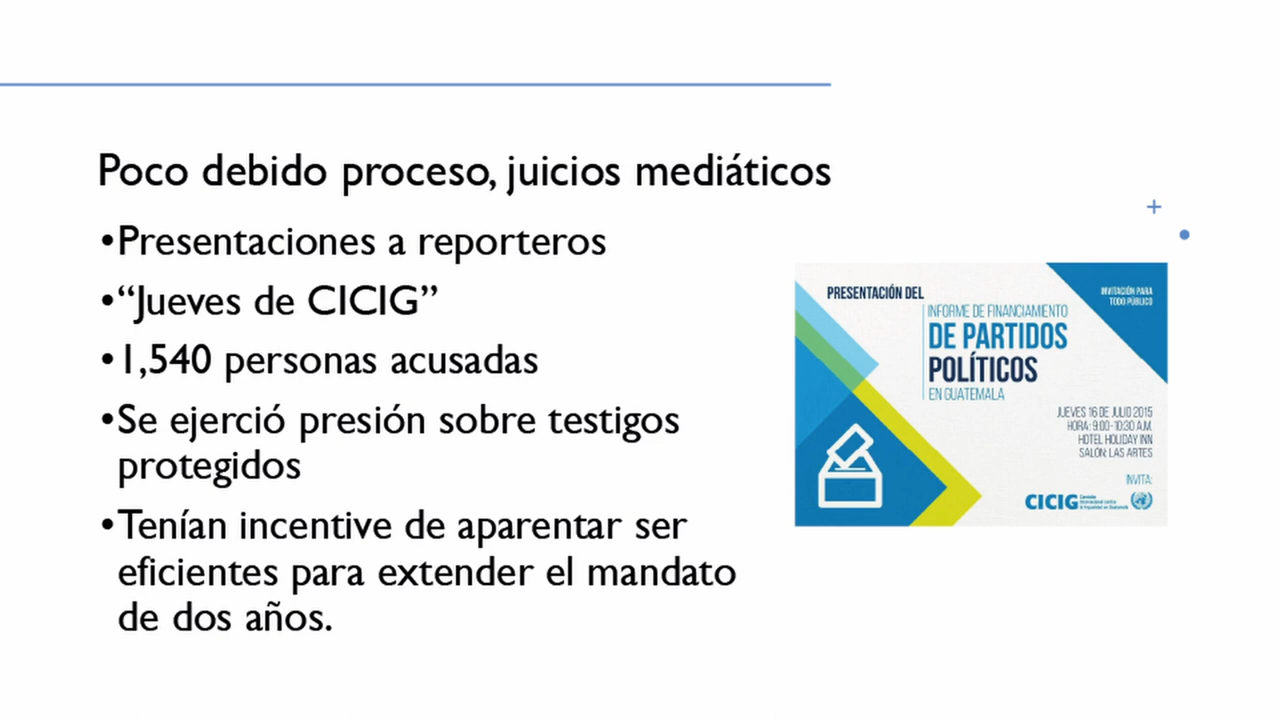 Poco debido proceso, juicios mediáticos
•Presentaciones a reporteros
•“Jueves de CICIG”
•1,540 personas acusadas
•Se ejerció presión sobre testigos
protegidos
•Tenían incentive de aparentar ser
eficientes para extender el mandato
de dos años.
PRESENTACIÓN DEL
INVITACIÓN PARA
TODO PÚBLICO
INFORME DE FINANCIAMIENTO
DE PARTIDOS
POLÍTICOS
EN GUATEMALA
JUEVES 16 DE JULIO 2015
HORA: 9:00-10:30 A.M.
HOTEL HOLIDAY INN
SALÓN: LAS ARTES
INVITA:
CICIG
Comisión
Internacional contra
la Impunidad en Guatemala